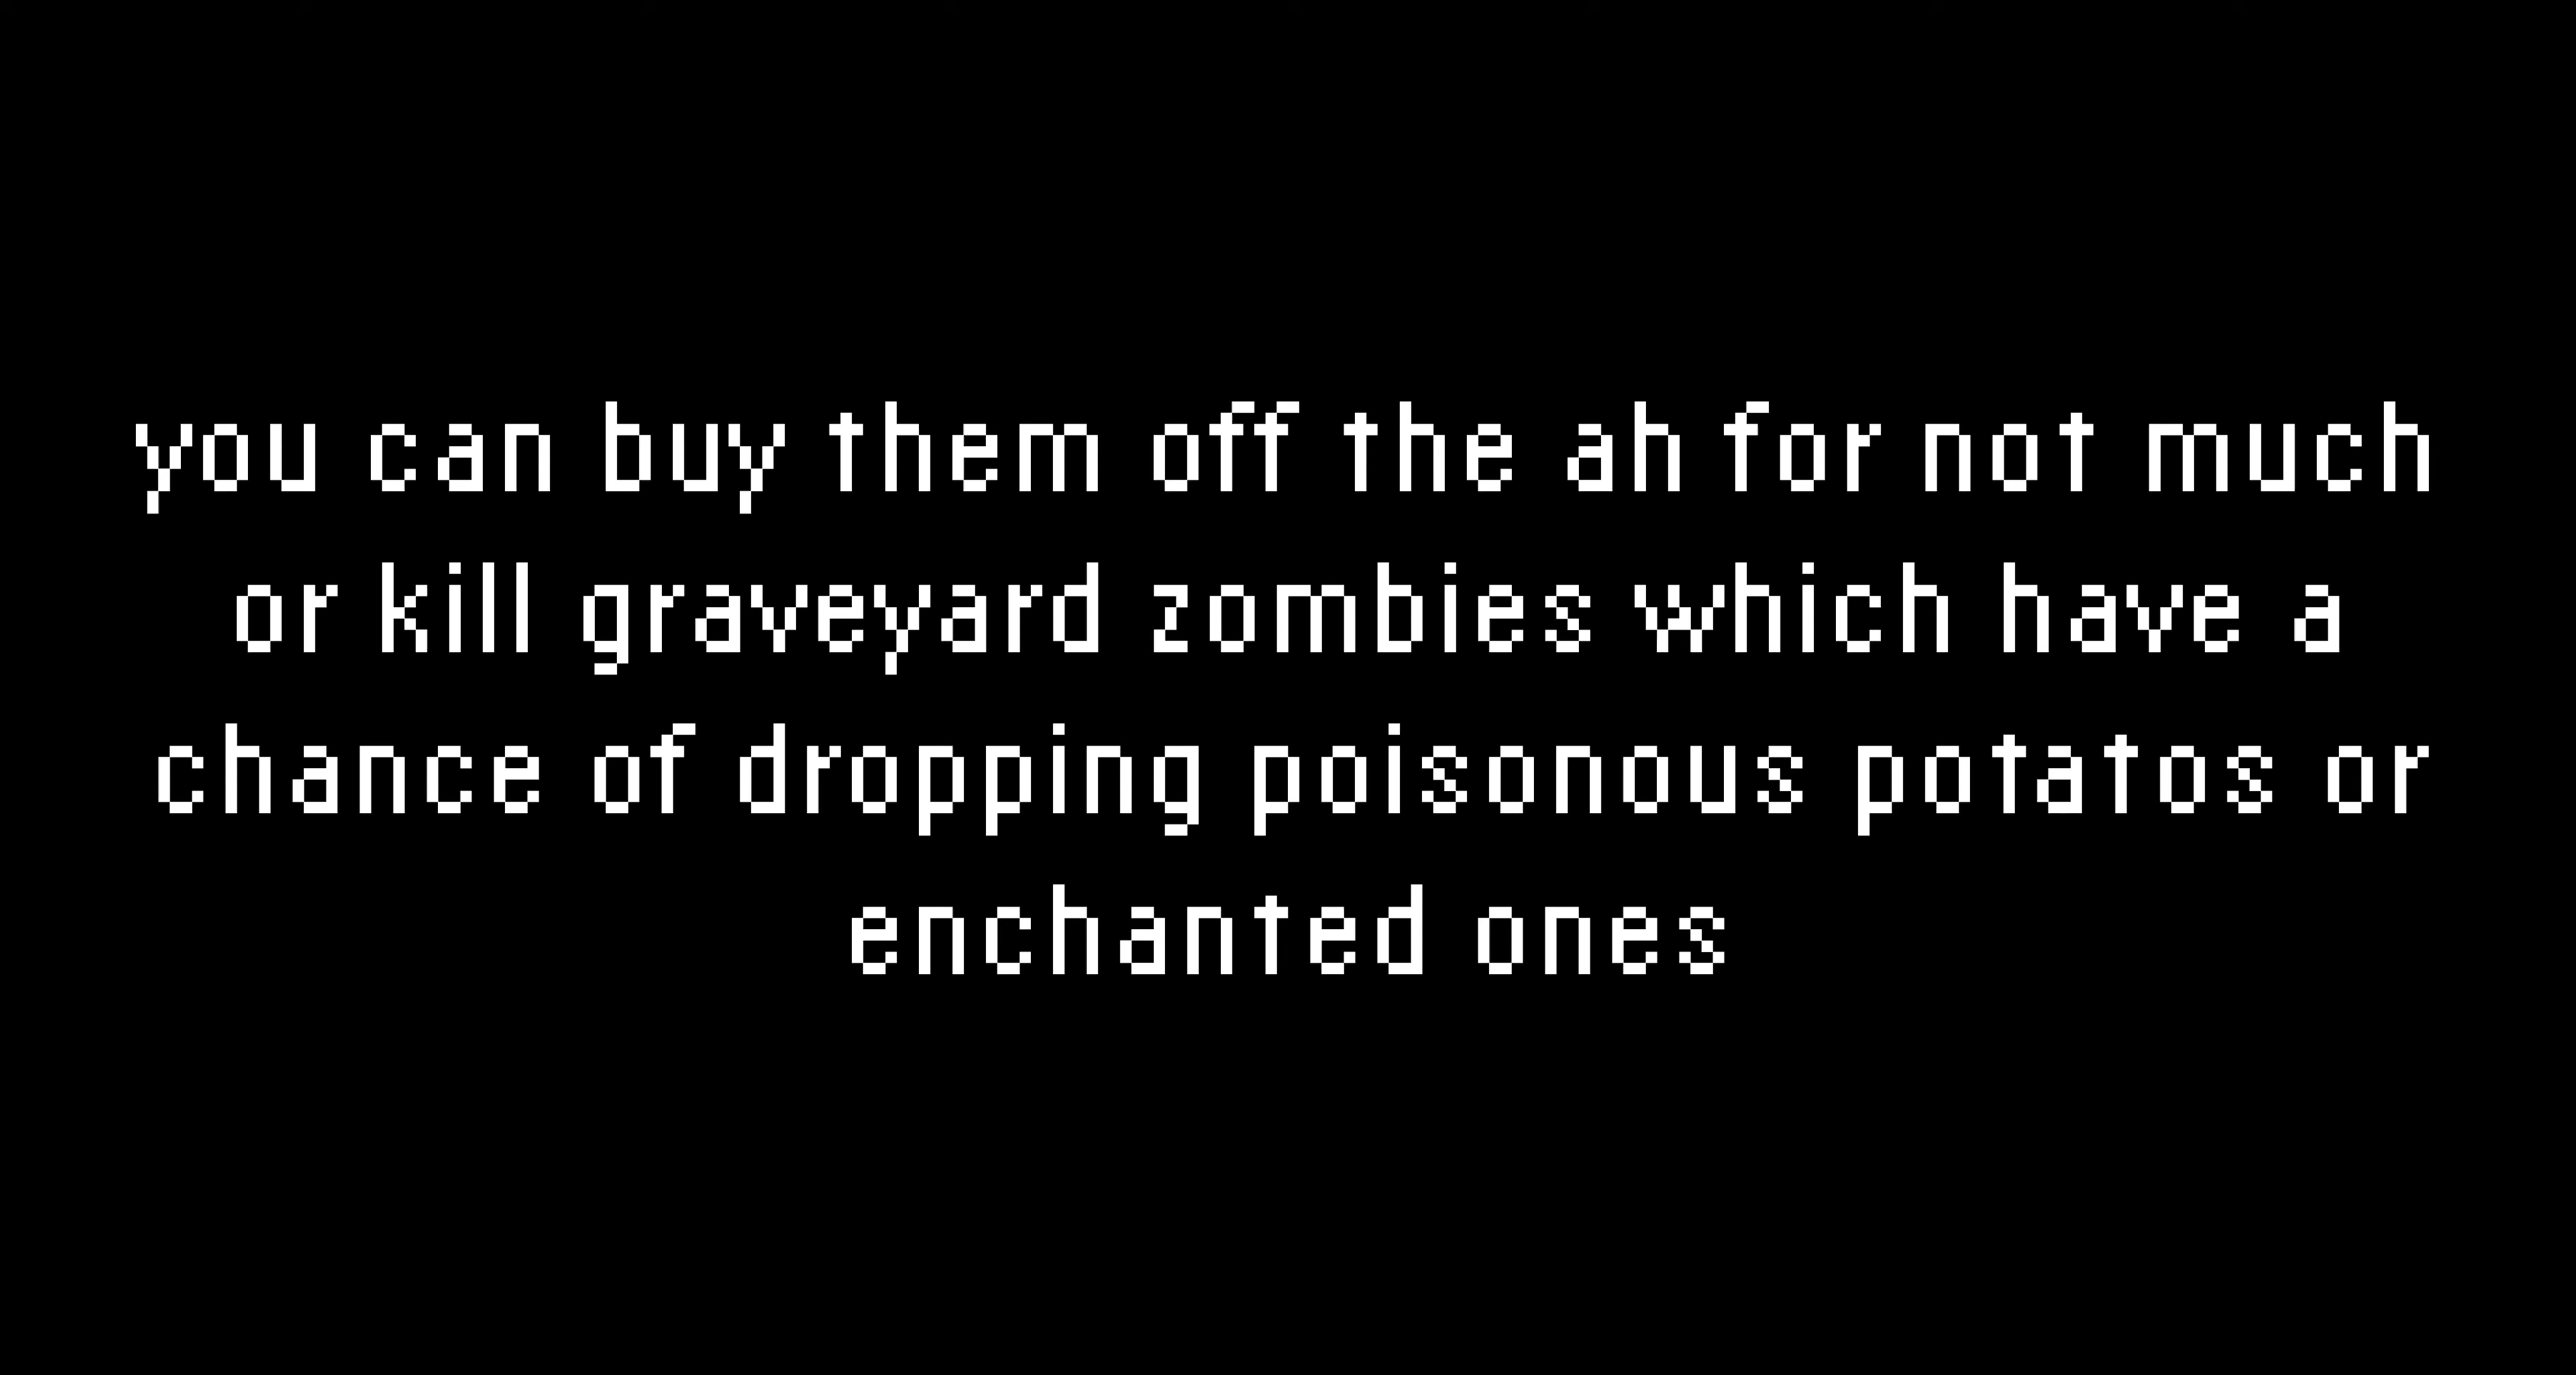 you can buy them off the ah for not much
or kill graveyard zombies which have a
chance of dropping poisonous potatos or
enchanted ones